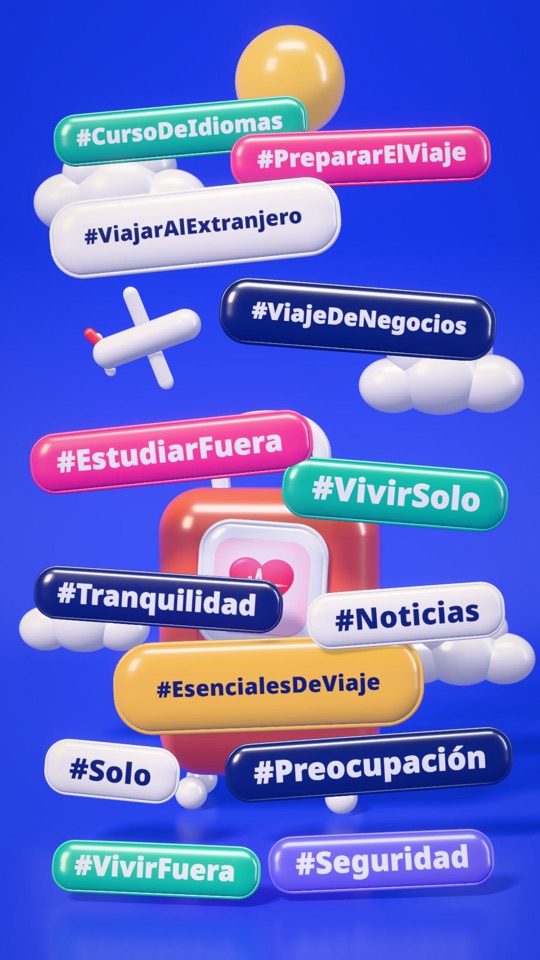 #CursoDeIdiomas
#PrepararElViaje
#ViajarAlExtranjero
#ViajeDeNegocios
#EstudiarFuera
#VivirSolo
#Tranquilidad
#Noticias
#EsencialesDeViaje
#Solo
#Preocupación
#VivirFuera
#Seguridad